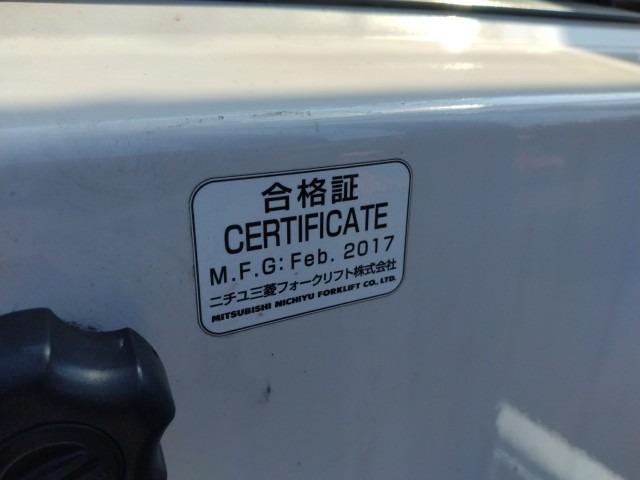 合格証
CERTIFICATE
M.F.G: Feb. 2017
ニチユ三菱フォークリフト株式会社
MITSUBISHI NICHIYU FORKLIFT CO., LTD.